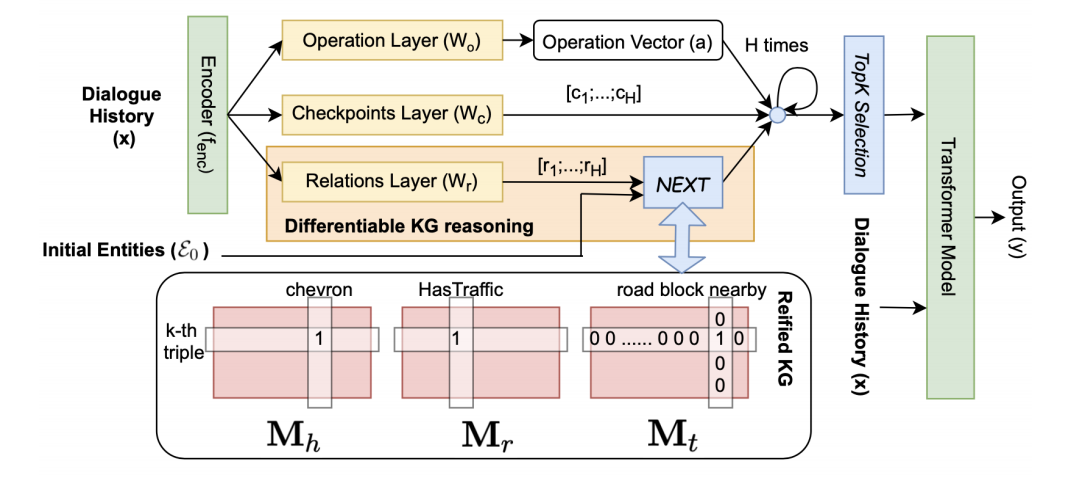 Dialogue
History
(x)
Encoder (f_enc)
Operation Layer (W_o)
Operation Vector (a)
H times
Checkpoints Layer (W_c)
[c_1;...;c_H]
Relations Layer (W_r)
[r_1;...;r_H]
NEXT
Differentiable KG reasoning
Initial Entities (ℰ_0)
TopK Selection
Dialogue History (x)
Transformer Model
Output (y)
chevron
HasTraffic
road block nearby
Reified KG
k-th
triple
1
1
0
0 0 ...... 0 0 0 1 0
0
0
M_h
M_r
M_t